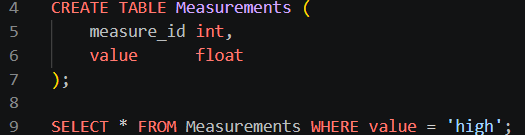 4 CREATE TABLE Measurements (
5     measure_id int,
6     value      float
7 );
8
9 SELECT * FROM Measurements WHERE value = 'high';